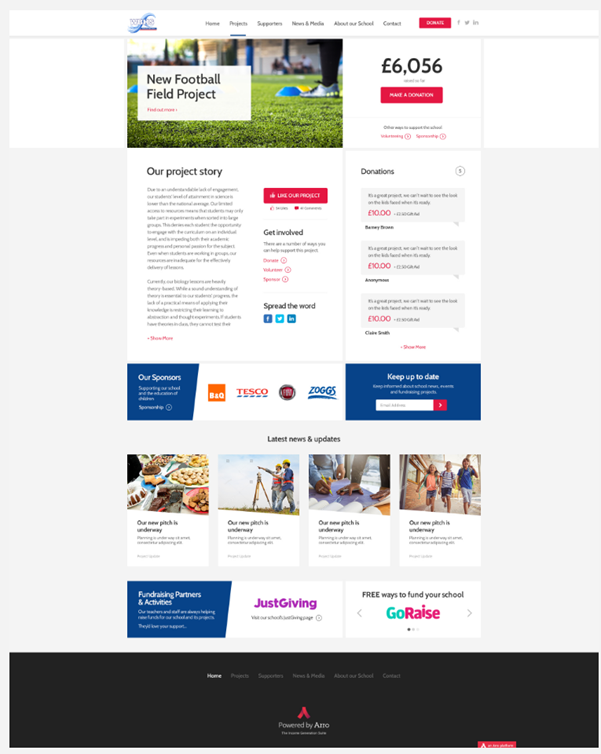 Home Projects Supporters News & Media About our School Contact DONATE
New Football
Field Project
Find out more >
£6,056
MAKE A DONATION
Other ways to support the school
Volunteering Sponsorship
Our project story
Due to an understandable lack of engagement,
our students' level of attainment in science is
lower than the national average. Our limited
access to resources means that students may only
take part in experiments when sorted into large
groups. This denies each student the opportunity
to engage with the curriculum on an individual
level, and is impeding both their academic
progress and personal passion for the subject.
Even when students are working in groups our
resources are inadequate for the effectively
delivery of lessons.
Currently our biology lessons are heavily
theory-based. While a sound understanding of
theory is essential to our students' progress, the
lack of practical means of applying their
knowledge is restricting their learning to
abstraction and thought experiments. If students
have theories in class, they cannot test their
+ Show More
LIKE OUR PROJECT
Get involved
There are a number of ways you
can help support this project
Donate
Volunteer
Sponsor
Spread the word
Donations 5
It's a great project, we can't wait to see the look
on the kids faced when it's ready.
£10.00 + £2.50 Gift Aid
Barney Brown
It's a great project, we can't wait to see the look
on the kids faced when it's ready.
£10.00 + £2.50 Gift Aid
Anonymous
It's a great project, we can't wait to see the look
on the kids faced when it's ready.
£10.00 + £2.50 Gift Aid
Claire Smith
+ Show More
Our Sponsors
Supporting our school
and the education of
children
Sponsorship
B&Q TESCO FIAT ZOGGS
Keep up to date
Keep informed about school news, events
and fundraising projects.
Email Address
Latest news & updates
Our new pitch is
underway
Planning is under way sit amet,
consectetur adipiscing elit.
Project Update
Our new pitch is
underway
Planning is under way sit amet,
consectetur adipiscing elit.
Project Update
Our new pitch is
underway
Planning is under way sit amet,
consectetur adipiscing elit.
Project Update
Our new pitch is
underway
Planning is under way sit amet,
consectetur adipiscing elit.
Project Update
Fundraising Partners
& Activities
Our teachers and staff are always helping
raise funds for our school and its projects.
They'd love your support...
JustGiving
Visit our school's Just Giving page
FREE ways to fund your school
GoRaise
Home Projects Supporters News & Media About our School Contact
Powered by Azto
The Income Generation Suite